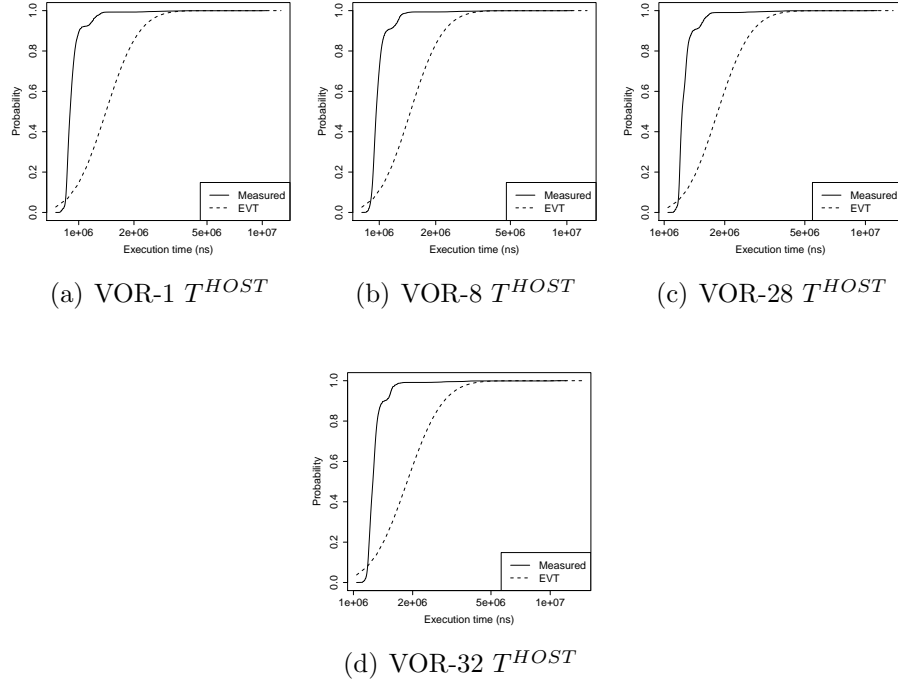 1.0
0.8
0.6
0.4
0.2
0.0
Probability
Measured
EVT
1e+06 2e+06 5e+06 1e+07
Execution time (ns)
(a) VOR-1 T^HOST
1.0
0.8
0.6
0.4
0.2
0.0
Probability
Measured
EVT
1e+06 2e+06 5e+06 1e+07
Execution time (ns)
(b) VOR-8 T^HOST
1.0
0.8
0.6
0.4
0.2
0.0
Probability
Measured
EVT
1e+06 2e+06 5e+06 1e+07
Execution time (ns)
(c) VOR-28 T^HOST
1.0
0.8
0.6
0.4
0.2
0.0
Probability
Measured
EVT
1e+06 2e+06 5e+06 1e+07
Execution time (ns)
(d) VOR-32 T^HOST